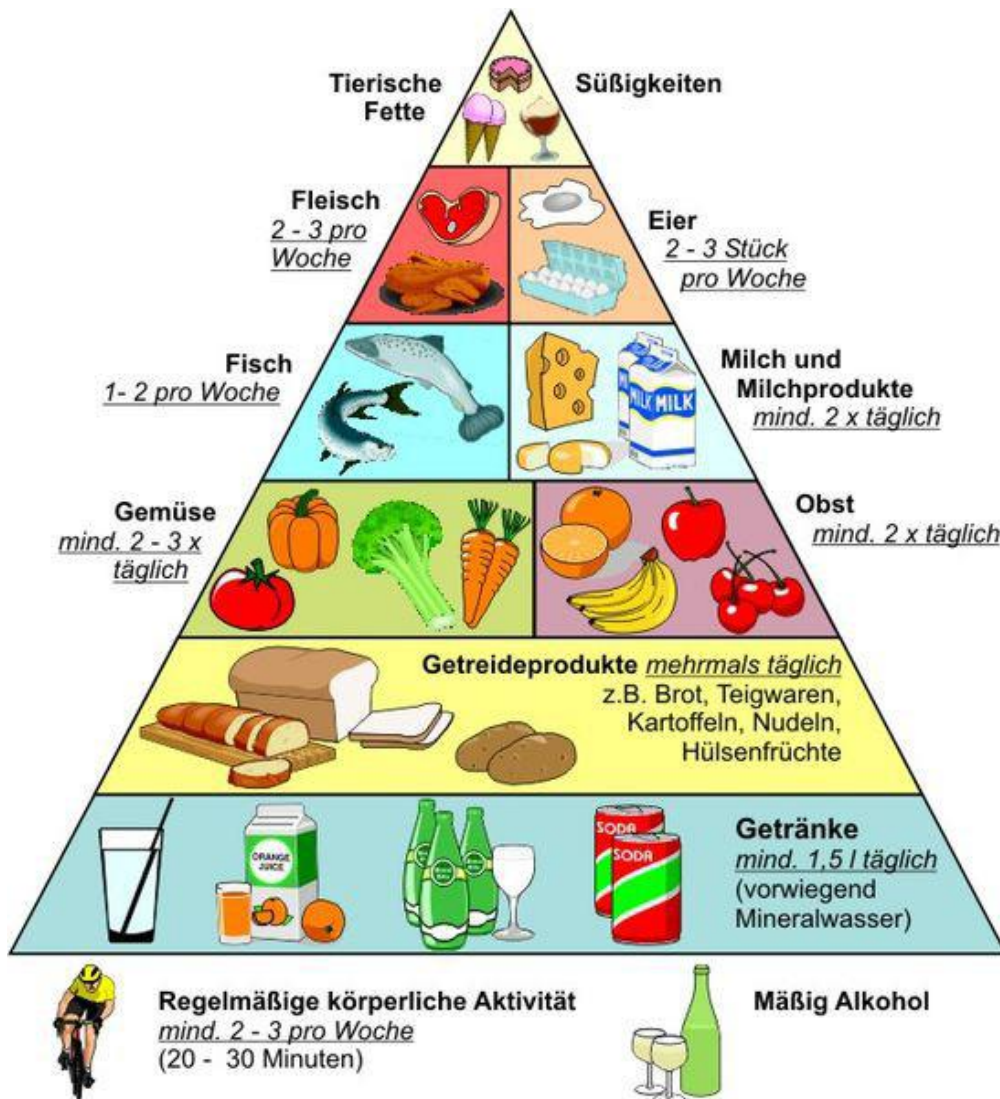 Tierische
Fette
Süßigkeiten
Fleisch
2 - 3 pro
Woche
Eier
2 - 3 Stück
pro Woche
Fisch
1- 2 pro Woche
Milch und
Milchprodukte
mind. 2 x täglich
MILK MILK
Gemüse
mind. 2 - 3 x
täglich
Obst
mind. 2 x täglich
Getreideprodukte mehrmals täglich
z.B. Brot, Teigwaren,
Kartoffeln, Nudeln,
Hülsenfrüchte
ORANGE
JUICE
SODA
SODA
Getränke
mind. 1,5 l täglich
(vorwiegend
Mineralwasser)
Regelmäßige körperliche Aktivität
mind. 2 - 3 pro Woche
(20 - 30 Minuten)
Mäßig Alkohol